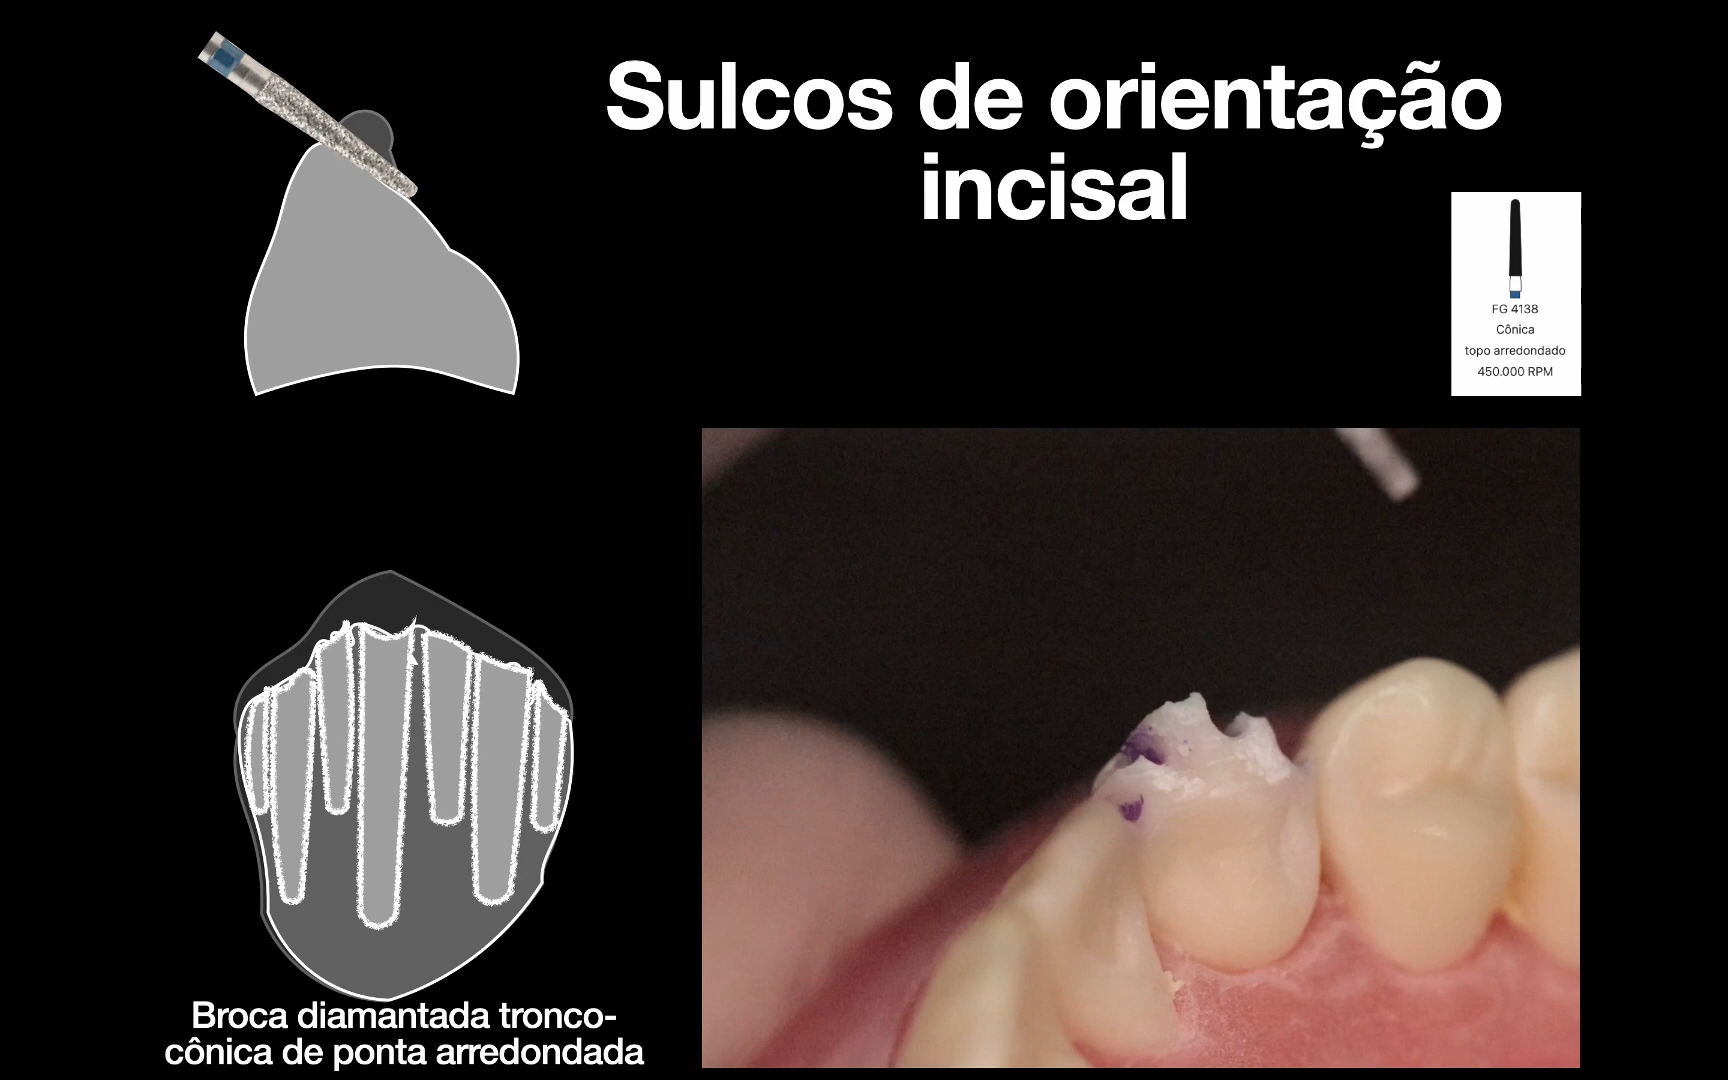 Sulcos de orientação
incisal
FG 4138
Cônica
topo arredondado
450.000 RPM
Broca diamantada tronco-
cônica de ponta arredondada